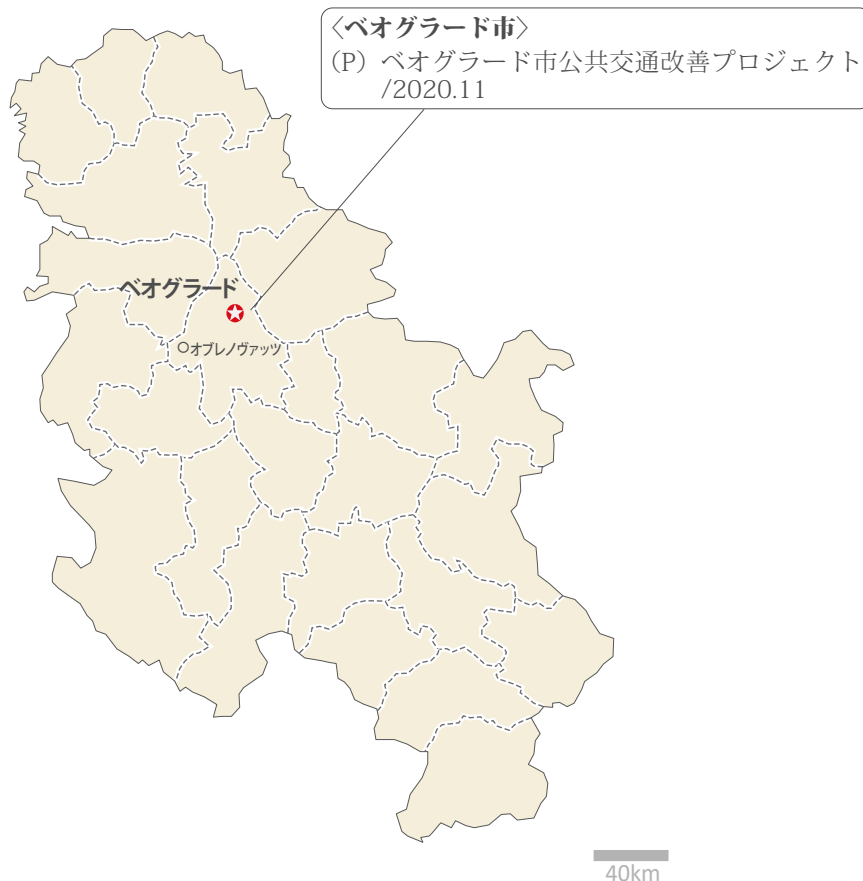 〈ベオグラード市〉
(P) ベオグラード市公共交通改善プロジェクト
/2020.11
ベオグラード
オブレノヴァッツ
40km